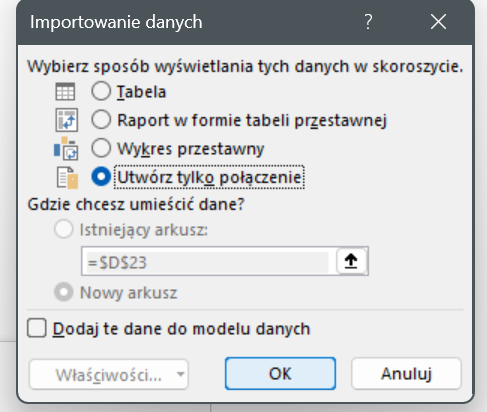 Importowanie danych ?
Wybierz sposób wyświetlania tych danych w skoroszycie.
Tabela
Raport w formie tabeli przestawnej
Wykres przestawny
Utwórz tylko połączenie
Gdzie chcesz umieścić dane?
Istniejący arkusz:
=$D$23
Nowy arkusz
Dodaj te dane do modelu danych
Właściwości... OK Anuluj